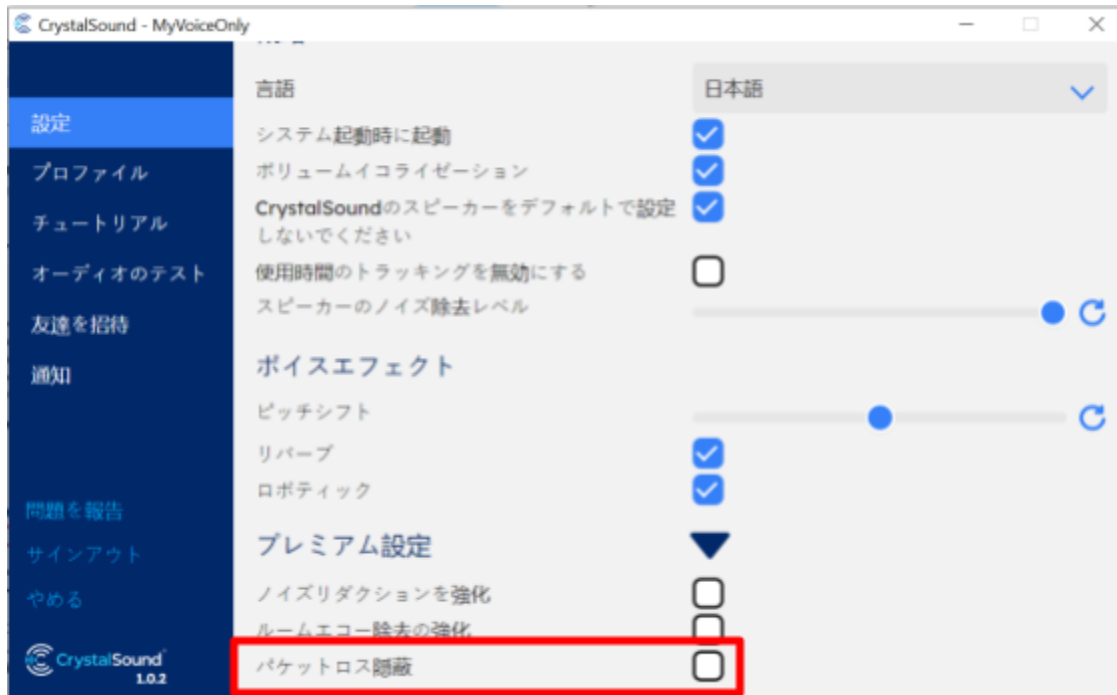 CrystalSound - MyVoiceOnly
言語
日本語
設定
システム起動時に起動
プロファイル
ボリュームイコライゼーション
チュートリアル
CrystalSoundのスピーカーをデフォルトで設定
しないでください
オーディオのテスト
使用時間のトラッキングを無効にする
スピーカーのノイズ除去レベル
友達を招待
通知
ボイスエフェクト
ピッチシフト
リバーブ
ロボティック
問題を報告
サインアウト
やめる
プレミアム設定
ノイズリダクションを強化
ルームエコー除去の強化
パケットロス隠蔽
CrystalSound
1.0.2